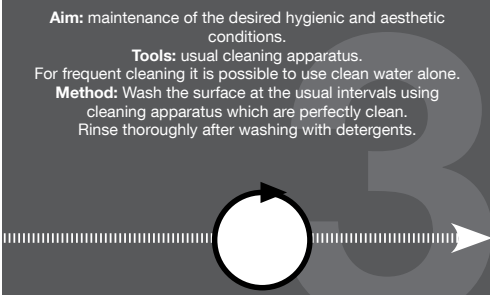 Aim: maintenance of the desired hygienic and aesthetic
conditions.
Tools: usual cleaning apparatus.
For frequent cleaning it is possible to use clean water alone.
Method: Wash the surface at the usual intervals using
cleaning apparatus which are perfectly clean.
Rinse thoroughly after washing with detergents.
3